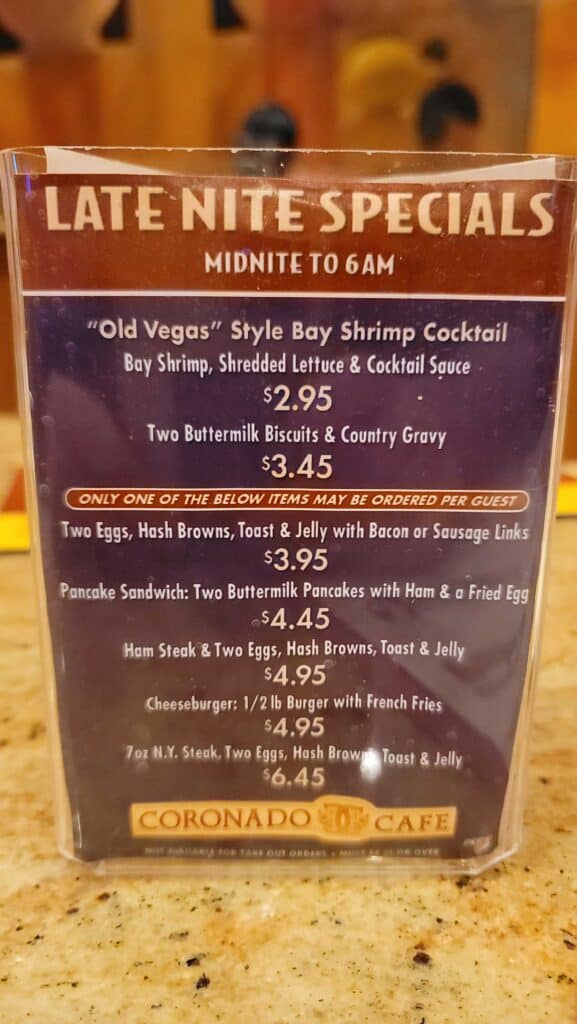 LATE NITE SPECIALS
MIDNITE TO 6AM
"Old Vegas" Style Bay Shrimp Cocktail
Bay Shrimp, Shredded Lettuce & Cocktail Sauce
$2.95
Two Buttermilk Biscuits & Country Gravy
$3.45
ONLY ONE OF THE BELOW ITEMS MAY BE ORDERED PER GUEST
Two Eggs, Hash Browns, Toast & Jelly with Bacon or Sausage Links
$3.95
Pancake Sandwich: Two Buttermilk Pancakes with Ham & a Fried Egg
$4.45
Ham Steak & Two Eggs, Hash Browns, Toast & Jelly
$4.95
Cheeseburger: 1/2 lb Burger with French Fries
$4.95
7oz N.Y. Steak, Two Eggs, Hash Browns, Toast & Jelly
$6.45
CORONADO CAFE
NOT AVAILABLE FOR TAKE OUT ORDERS • MUST BE 21 OR OVER